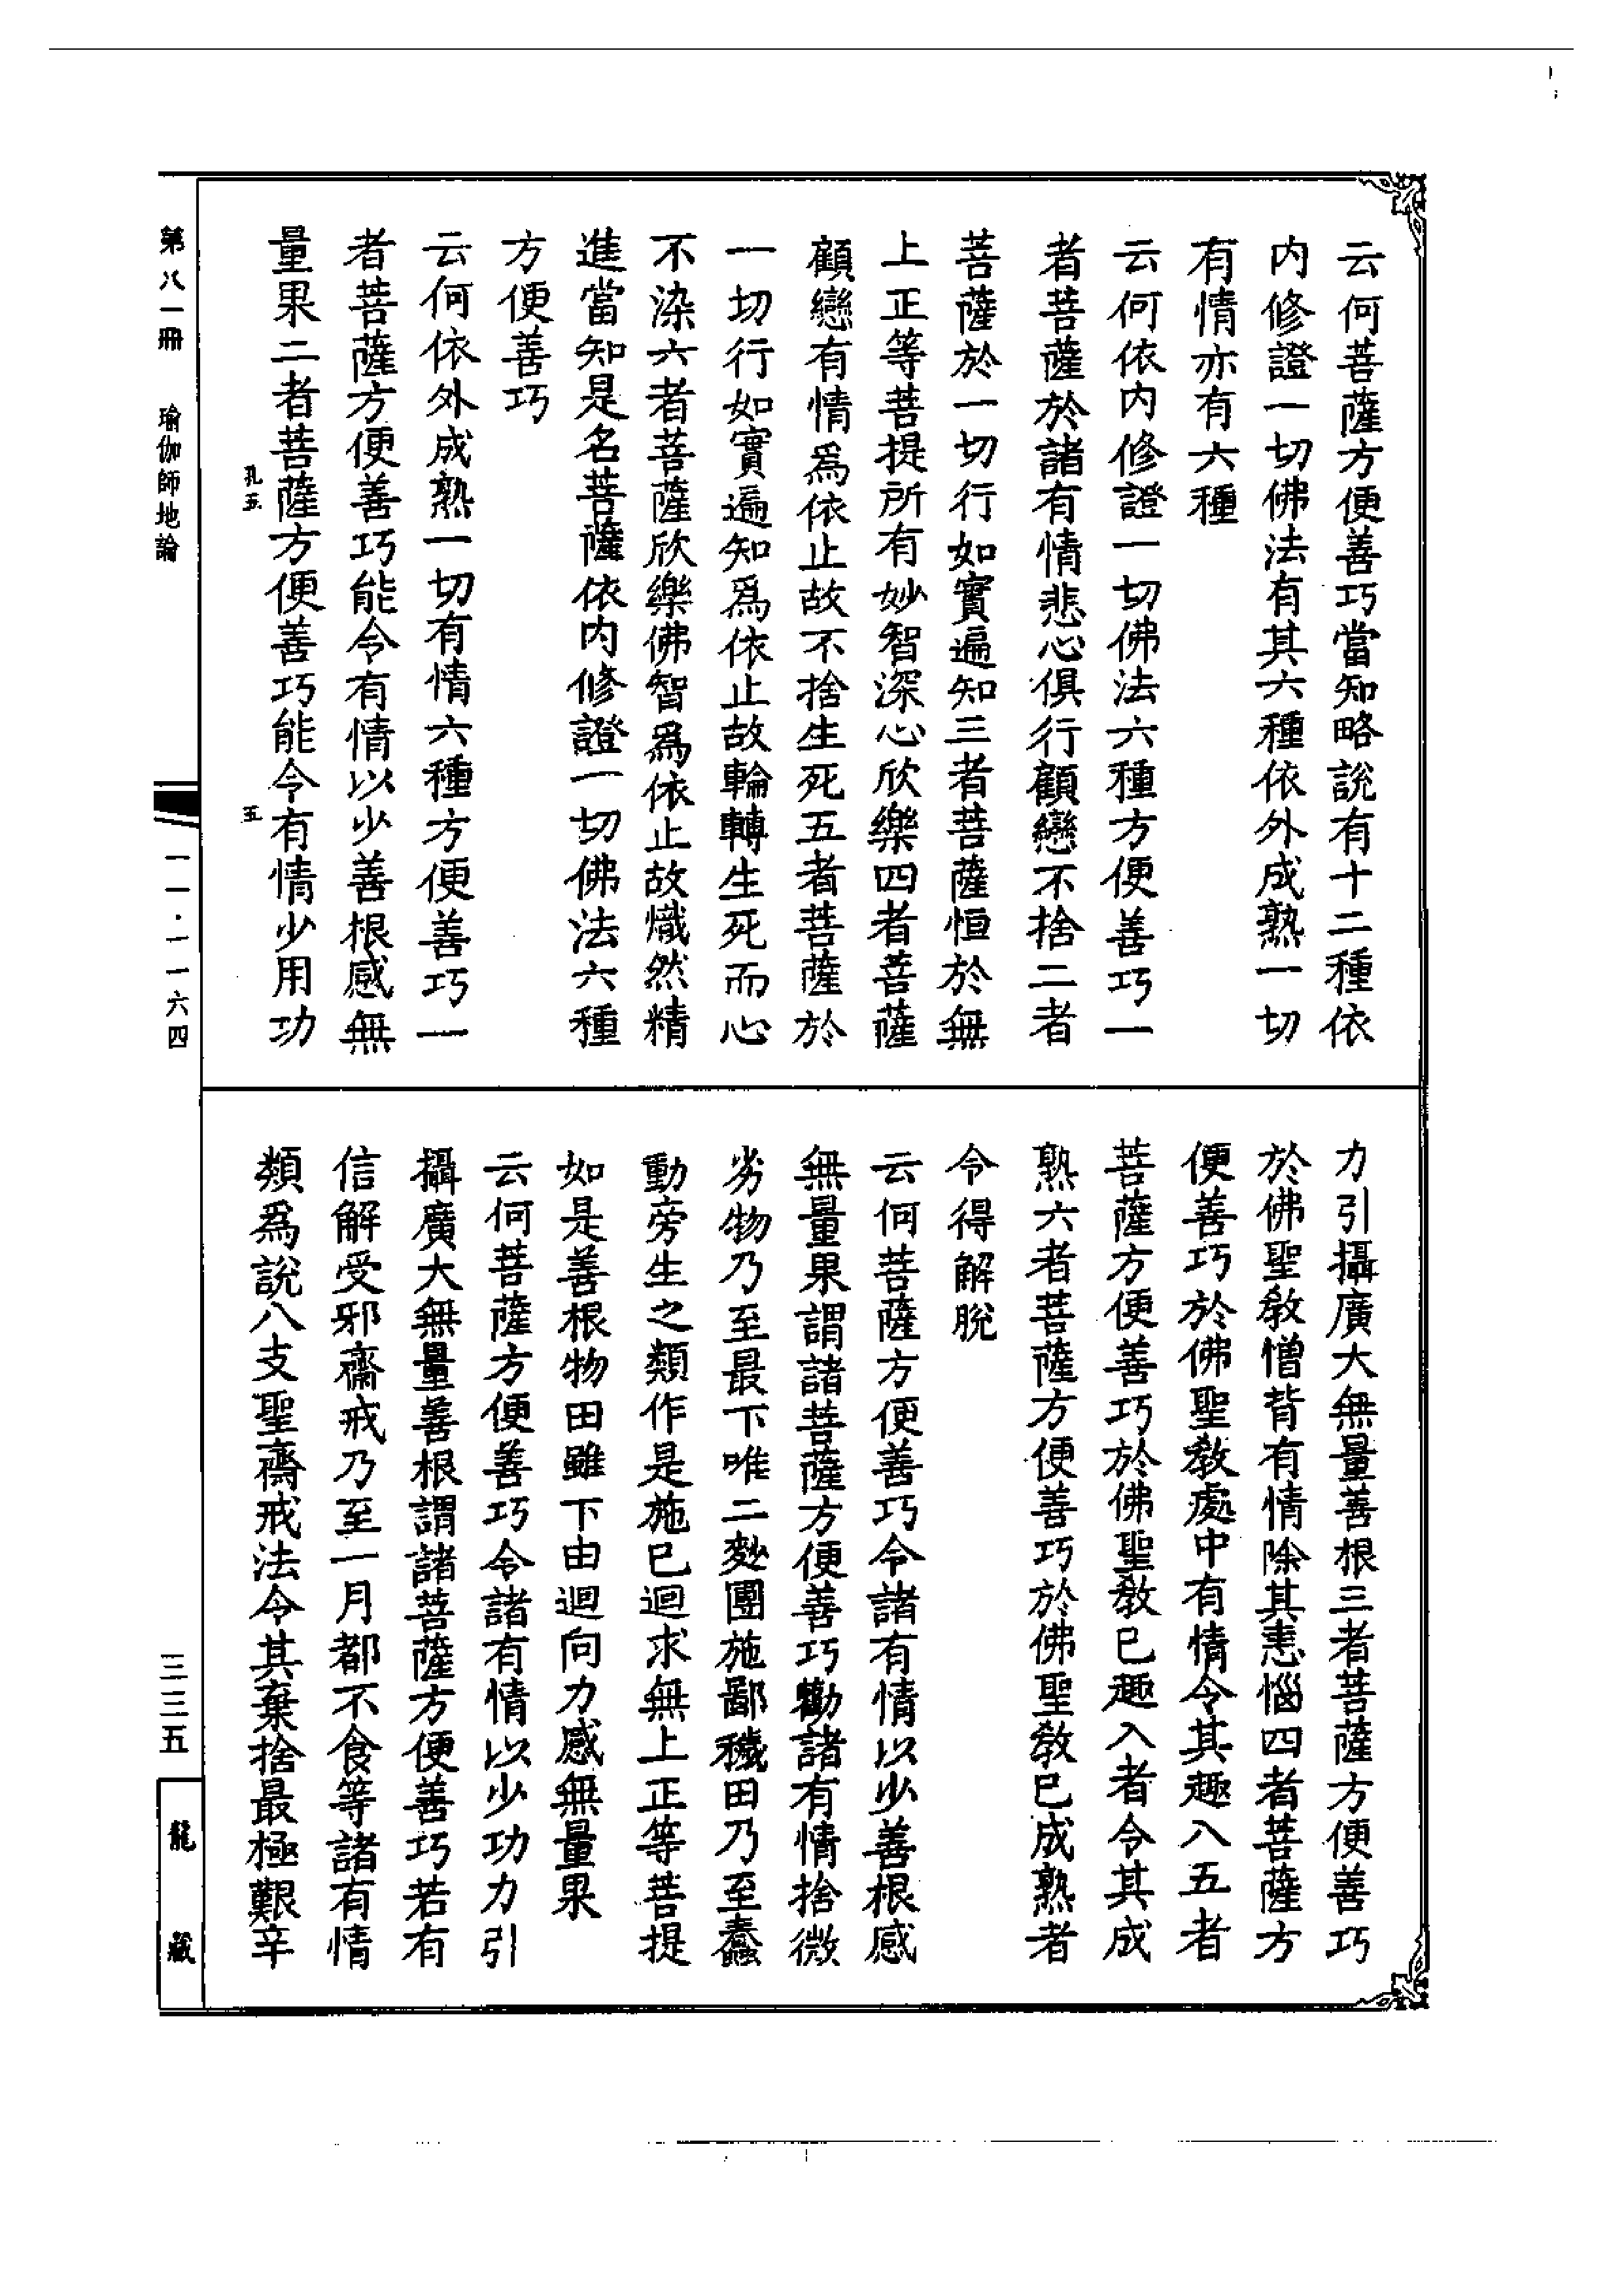 云何菩薩方便善巧當知略說有十二種依
内修證一切佛法有其六種依外成熟一切
有情亦有六種
云何依内修證一切佛法六種方便善巧一
者菩薩於諸有情悲心俱行顧戀不捨二者
菩薩於一切行如實遍知三者菩薩恒於無
上正等菩提所有妙智深心欣樂四者菩薩
顧戀有情爲依止故不捨生死五者菩薩於
一切行如實遍知爲依止故輪轉生死而心
不染六者菩薩欣樂佛智爲依止故熾然精
進當知是名菩薩依内修證一切佛法六種
方便善巧
云何依外成熟一切有情六種方便善巧一
者菩薩方便善巧能令有情以少善根感無
量果二者菩薩方便善巧能令有情少用功
孔五
五
力引攝廣大無量善根三者菩薩方便善巧
於佛聖教憎背有情除其恚惱四者菩薩方
便善巧於佛聖教處中有情令其趣入五者
菩薩方便善巧於佛聖教已趣入者令其成
熟六者菩薩方便善巧於佛聖教已成熟者
令得解脫
云何菩薩方便善巧令諸有情以少善根感
無量果謂諸菩薩方便善巧勸諸有情捨微
劣物乃至最下唯二麨團施鄙穢田乃至蠢
動旁生之類作是施已迴求無上正等菩提
如是善根物田雖下由迴向力感無量果
云何菩薩方便善巧令諸有情以少功力引
攝廣大無量善根謂諸菩薩方便善巧若有
信解受邪齋戒乃至一月都不食等諸有情
類爲說八支聖齋戒法令其棄捨最極艱辛
第八一冊 瑜伽師地論
一一·一一六四
三三五
龍藏